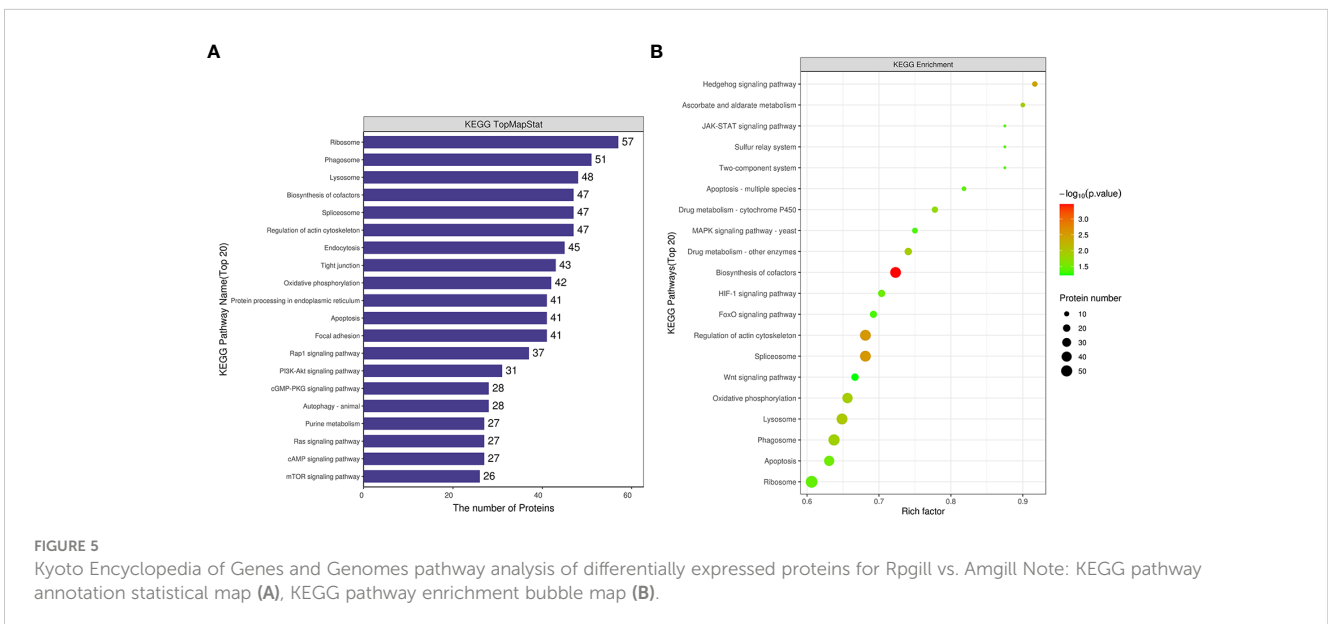 A
KEGG TopMapStat
KEGG Pathway Name(Top 20)
Ribosome 57
Phagosome 51
Lysosome 48
Biosynthesis of cofactors 47
Spliceosome 47
Regulation of actin cytoskeleton 47
Endocytosis 45
Tight junction 43
Oxidative phosphorylation 42
Protein processing in endoplasmic reticulum 41
Apoptosis 41
Focal adhesion 41
Rap1 signaling pathway 37
PI3K-Akt signaling pathway 31
cGMP-PKG signaling pathway 28
Autophagy - animal 28
Purine metabolism 27
Ras signaling pathway 27
cAMP signaling pathway 27
mTOR signaling pathway 26
0 20 40 60
The number of Proteins
B
KEGG Enrichment
KEGG Pathways(Top 20)
Hedgehog signaling pathway
Ascorbate and aldarate metabolism
JAK-STAT signaling pathway
Sulfur relay system
Two-component system
Apoptosis - multiple species
Drug metabolism - cytochrome P450
MAPK signaling pathway - yeast
Drug metabolism - other enzymes
Biosynthesis of cofactors
HIF-1 signaling pathway
FoxO signaling pathway
Regulation of actin cytoskeleton
Spliceosome
Wnt signaling pathway
Oxidative phosphorylation
Lysosome
Phagosome
Apoptosis
Ribosome
0.6 0.7 0.8 0.9
Rich factor
−log10(p.value)
3.0
2.5
2.0
1.5
Protein number
10
20
30
40
50
FIGURE 5
Kyoto Encyclopedia of Genes and Genomes pathway analysis of differentially expressed proteins for Rpgill vs. Amgill Note: KEGG pathway
annotation statistical map (A), KEGG pathway enrichment bubble map (B).